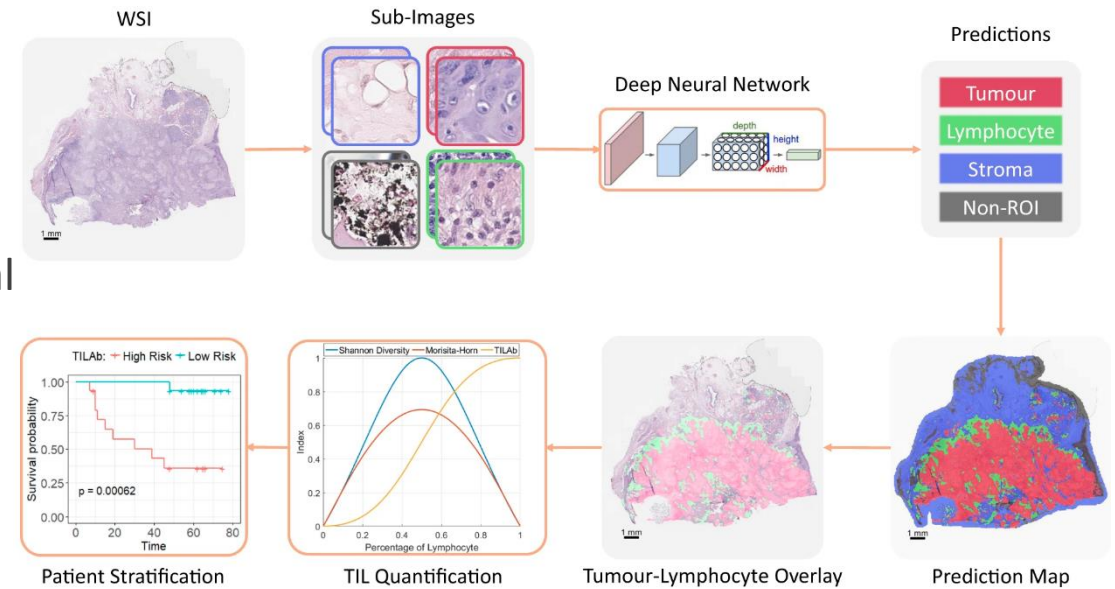 WSI
Sub-Images
Deep Neural Network
Predictions
depth
height
width
Tumour
Lymphocyte
Stroma
Non-ROI
1 mm
al
TILAb: High Risk Low Risk
1.00
0.75
0.50
0.25
0.00
Survival probability
p = 0.00062
0 20 40 60 80
Time
Patient Stratification
Shannon Diversity Morisita-Horn TILAb
1
0.8
0.6
0.4
0.2
0
Index
0 0.2 0.4 0.6 0.8 1
Percentage of Lymphocyte
TIL Quantification
1 mm
Tumour-Lymphocyte Overlay
1 mm
Prediction Map